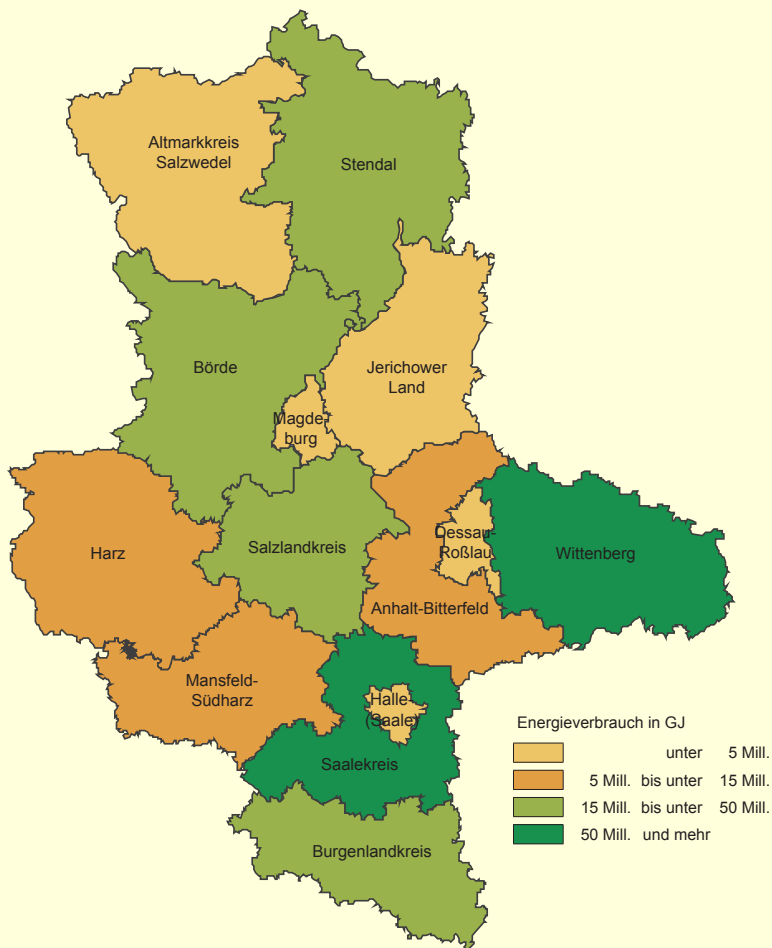 Altmarkkreis
Salzwedel
Stendal
Börde
Jerichower
Land
Magde-
burg
Harz
Salzlandkreis
Dessau-
Roßlau
Wittenberg
Anhalt-Bitterfeld
Mansfeld-
Südharz
Halle-
(Saale)
Saalekreis
Burgenlandkreis
Energieverbrauch in GJ
unter 5 Mill.
5 Mill. bis unter 15 Mill.
15 Mill. bis unter 50 Mill.
50 Mill. und mehr